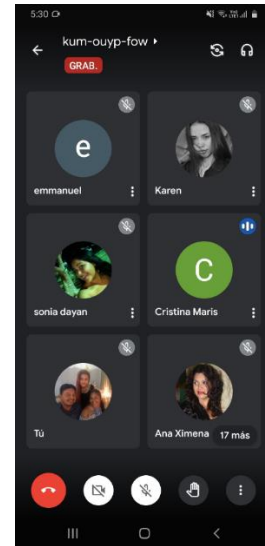 5:30
kum-ouyp-fow
GRAB.
e
emmanuel
Karen
sonia dayan
C
Cristina Maris
Tú
Ana Ximena
17 más